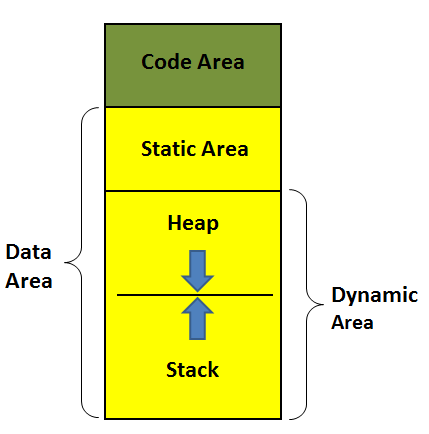 Code Area
Static Area
Heap
Data
Area
Dynamic
Area
Stack